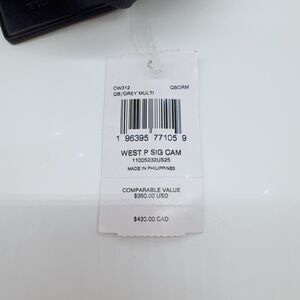 CW312 QBGRM
QB/GREY MULTI
1 96395 77105 9
WEST P SIG CAM
11005232US25
MADE IN PHILIPPINES
COMPARABLE VALUE
$350.00 USD
$430.00 CAD